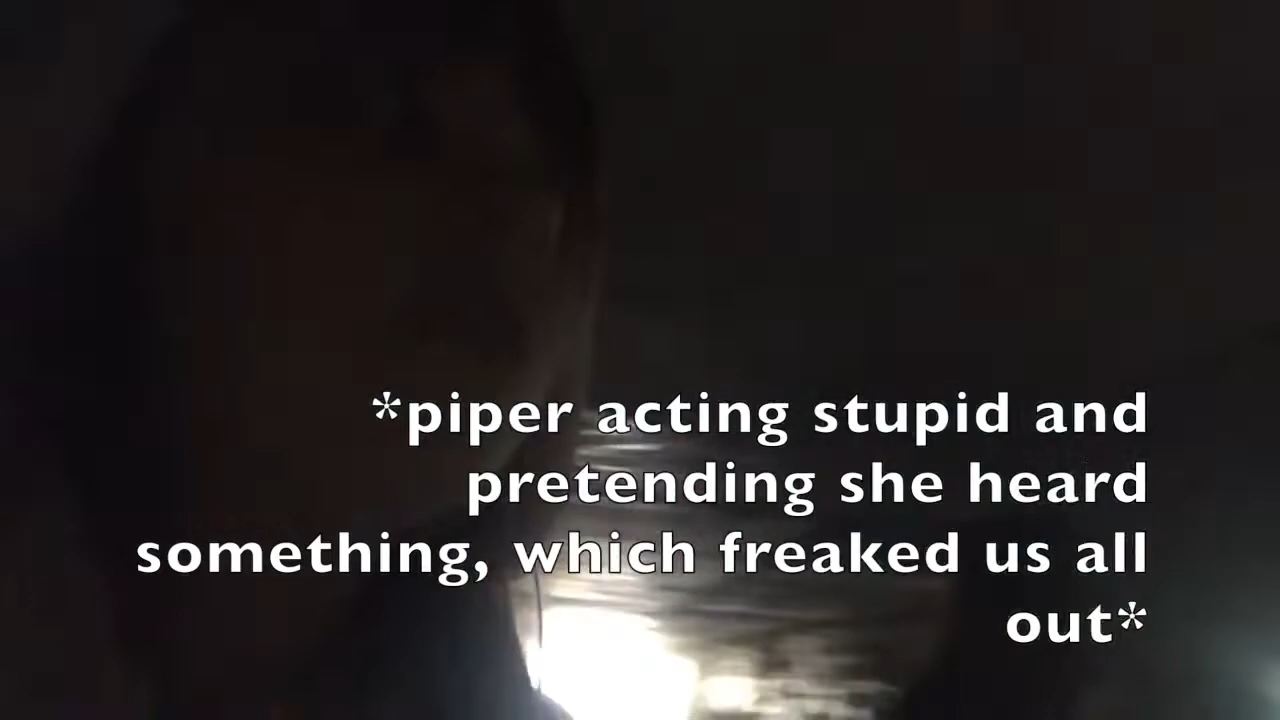 *piper acting stupid and
pretending she heard
something, which freaked us all
out*